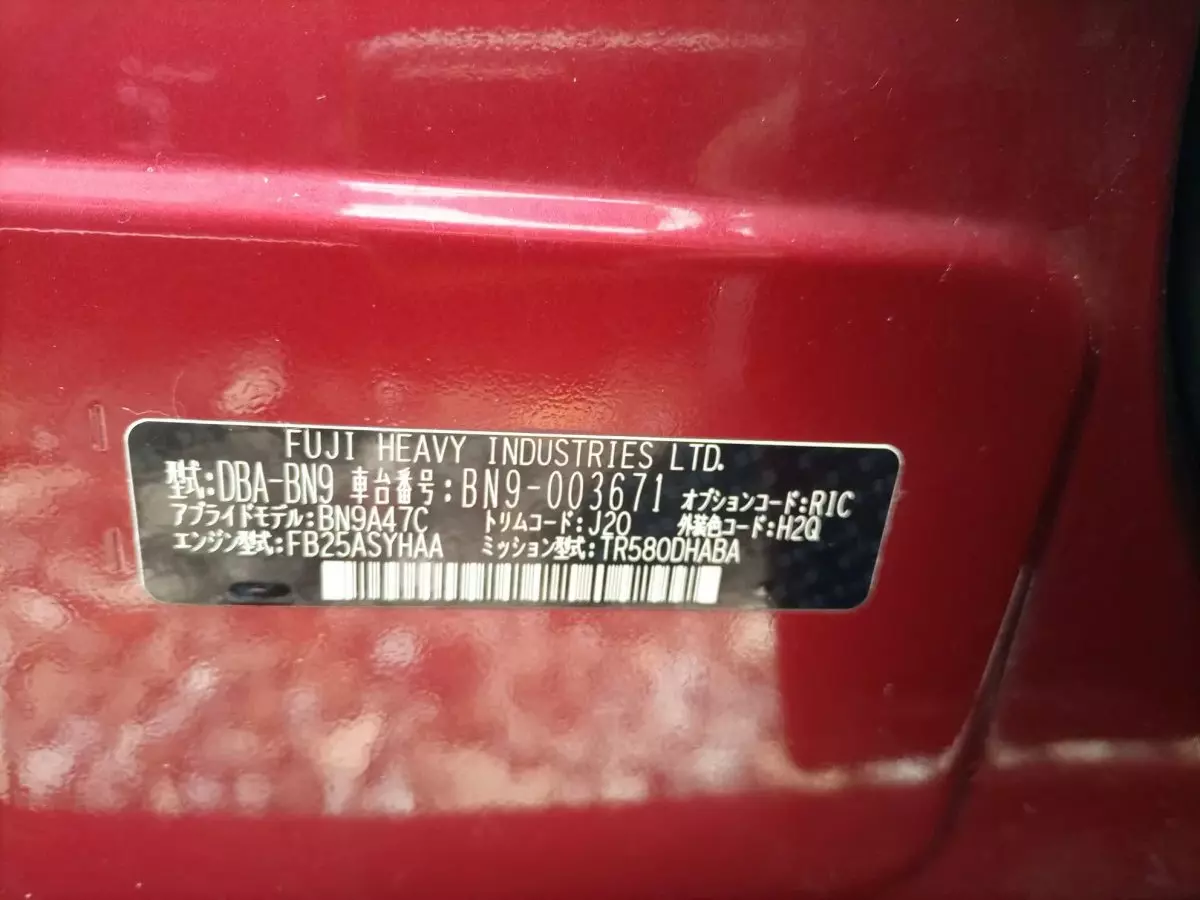 FUJI HEAVY INDUSTRIES LTD.
型式:DBA-BN9 車台番号:BN9-003671 オプションコード:RIC
アプライドモデル:BN9A47C トリムコード:J20 外装色コード:H2Q
エンジン型式:FB25ASYHAA ミッション型式:TR580DHABA